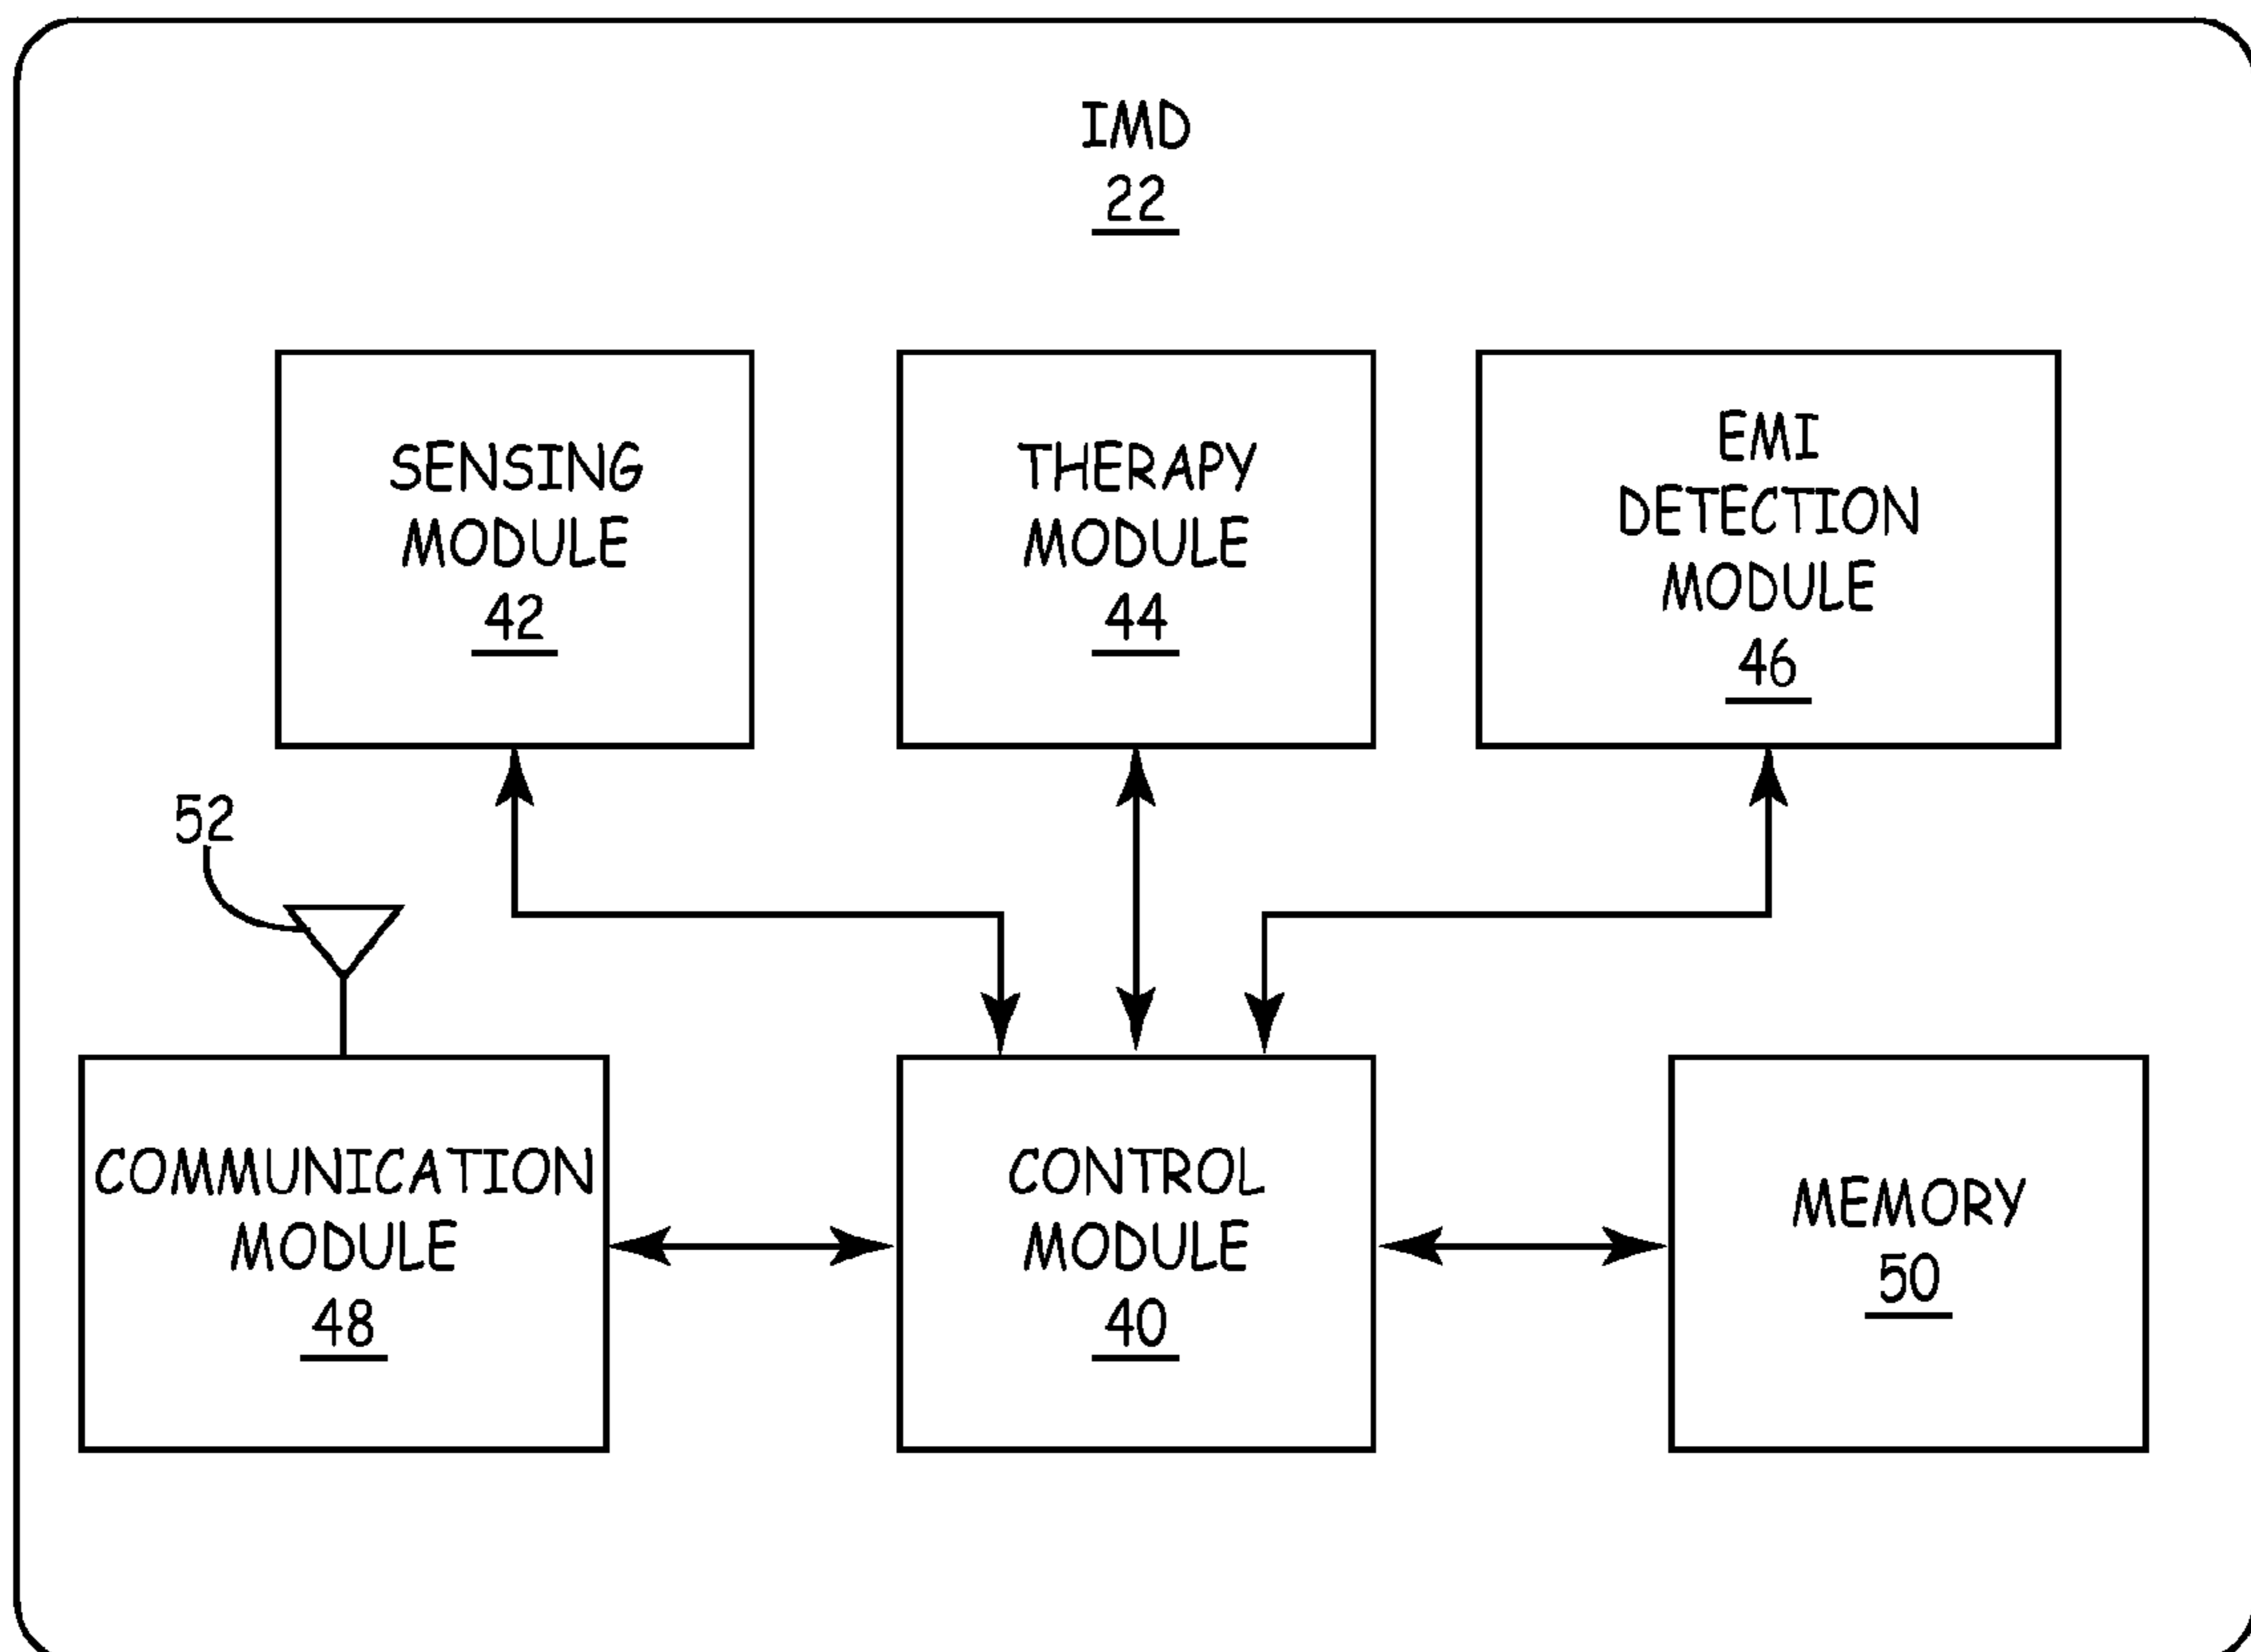 IMD
22
SENSING
MODULE
42
THERAPY
MODULE
44
EMI
DETECTION
MODULE
46
52
COMMUNICATION
MODULE
48
CONTROL
MODULE
40
MEMORY
50